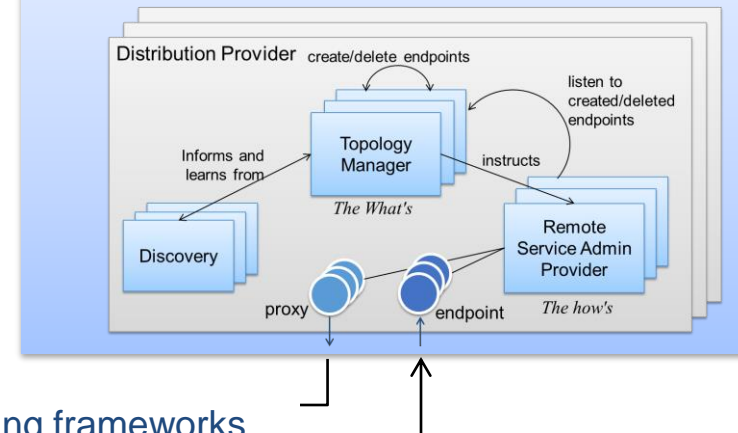 Distribution Provider
create/delete endpoints
listen to
created/deleted
endpoints
Topology
Manager
Informs and
learns from
instructs
The What's
Remote
Service Admin
Provider
Discovery
proxy
endpoint
The how's
frameworks